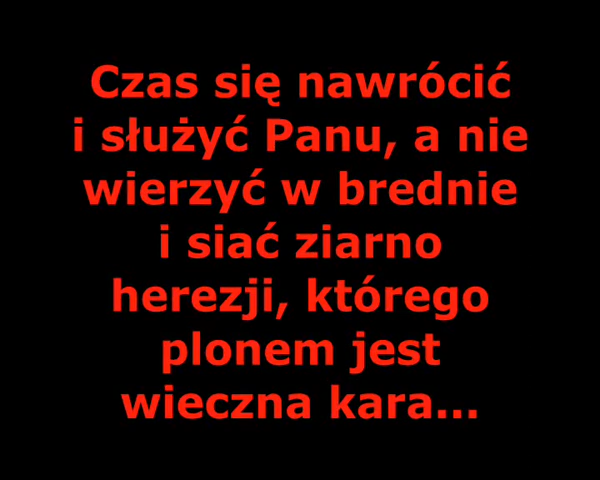 Czas się nawrócić
i służyć Panu, a nie
wierzyć w brednie
i siać ziarno
herezji, którego
plonem jest
wieczna kara...